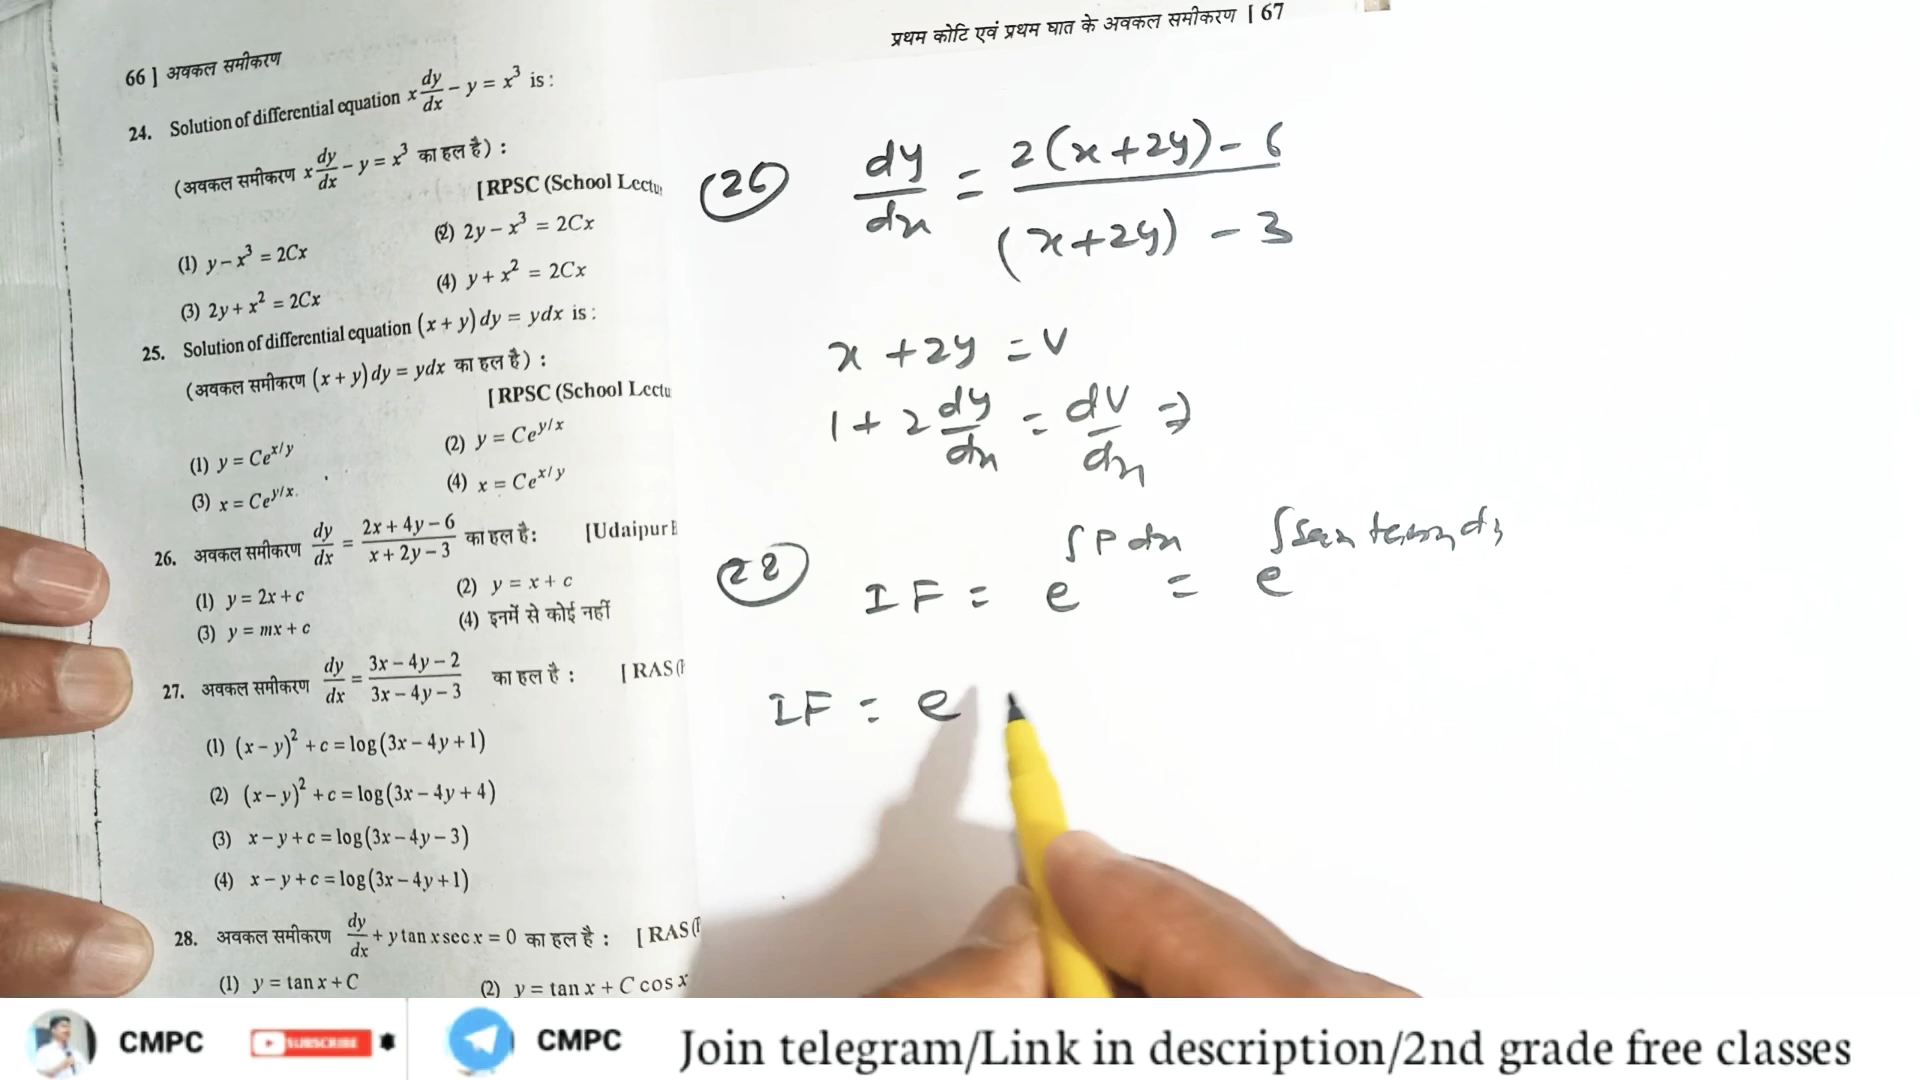 66 ] अवकल समीकरण
24. Solution of differential equation x dy/dx − y = x³ is :
(अवकल समीकरण x dy/dx − y = x³ का हल है) :
[RPSC (School Lectu
(1) y − x³ = 2Cx (2) 2y − x³ = 2Cx
(3) 2y + x² = 2Cx (4) y + x² = 2Cx
25. Solution of differential equation (x + y) dy = ydx is :
(अवकल समीकरण (x + y) dy = ydx का हल है) :
[RPSC (School Lectu
(1) y = Ce^{x/y} (2) y = Ce^{y/x}
(3) x = Ce^{y/x}. (4) x = Ce^{x/y}
26. अवकल समीकरण dy/dx = (2x + 4y − 6)/(x + 2y − 3) का हल है: [Udaipur
(1) y = 2x + c (2) y = x + c
(3) y = mx + c (4) इनमें से कोई नहीं
27. अवकल समीकरण dy/dx = (3x − 4y − 2)/(3x − 4y − 3) का हल है : [ RAS
(1) (x − y)² + c = log(3x − 4y + 1)
(2) (x − y)² + c = log(3x − 4y + 4)
(3) x − y + c = log(3x − 4y − 3)
(4) x − y + c = log(3x − 4y + 1)
28. अवकल समीकरण dy/dx + y tan x sec x = 0 का हल है : [ RAS
(1) y = tan x + C (2) y = tan x + C cos x
प्रथम कोटि एवं प्रथम घात के अवकल समीकरण [ 67
(26) dy/dx = (2(x+2y) − 6)/((x+2y) − 3)
x + 2y = v
1 + 2 dy/dx = dv/dx ⇒
(28) IF = e^{∫P dx} =
IF = e
CMPC SUBSCRIBE CMPC Join telegram/Link in description/2nd grade free classes